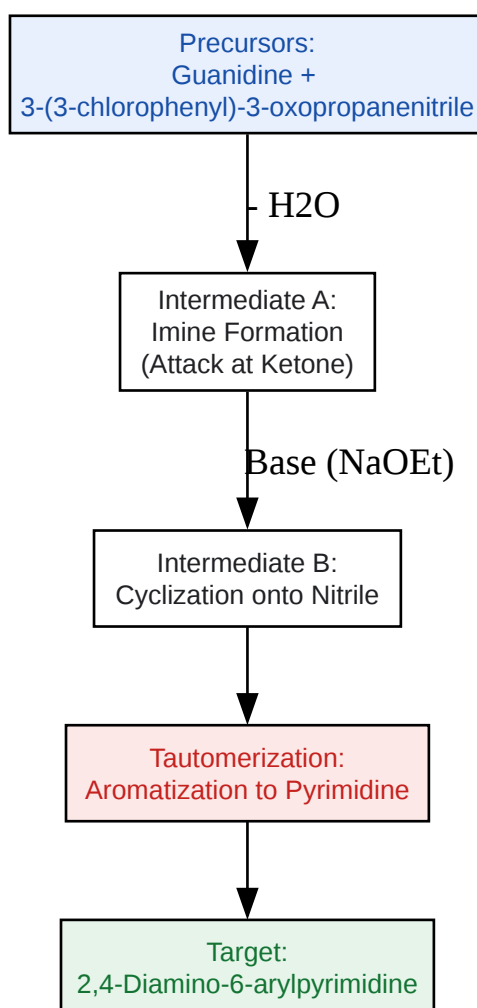 Precursors:
Guanidine +
3-(3-chlorophenyl)-3-oxopropanenitrile
- H2O
Intermediate A:
Imine Formation
(Attack at Ketone)
Base (NaOEt)
Intermediate B:
Cyclization onto Nitrile
Tautomerization:
Aromatization to Pyrimidine
Target:
2,4-Diamino-6-arylpyrimidine